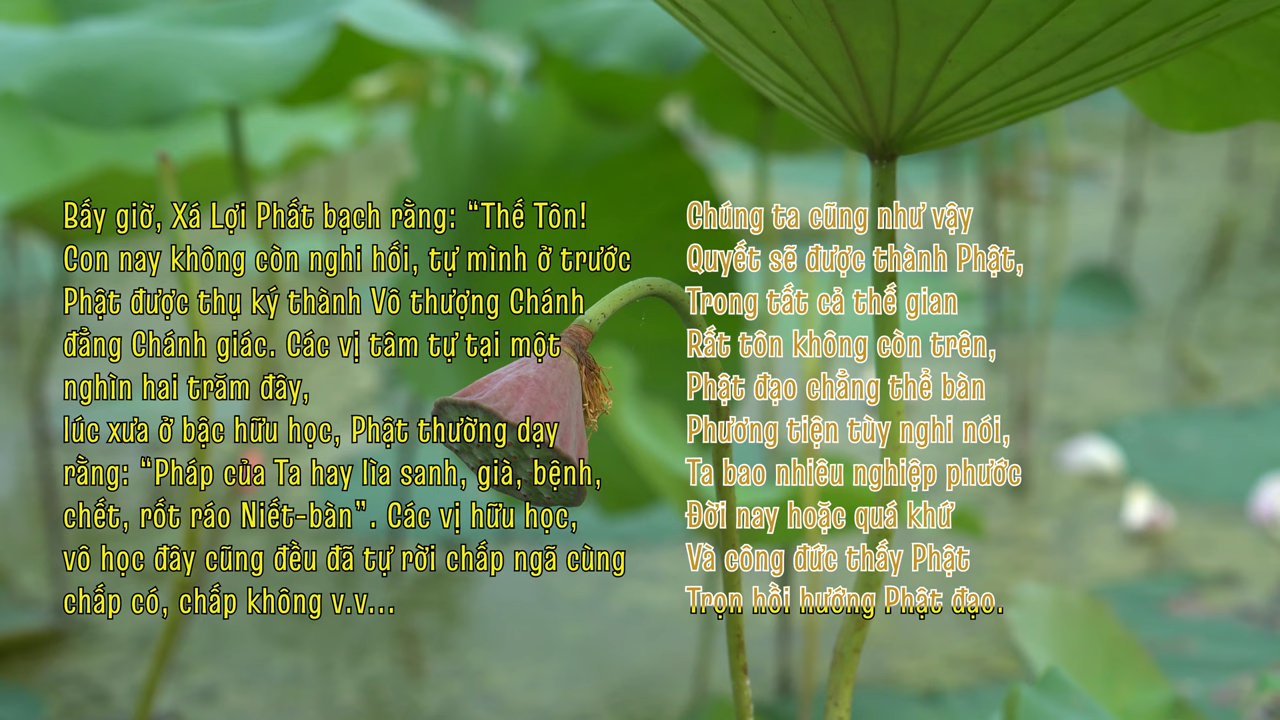 Bấy giờ, Xá Lợi Phất bạch rằng: “Thế Tôn!
Con nay không còn nghi hối, tự mình ở trước
Phật được thụ ký thành Vô thượng Chánh
đẳng Chánh giác. Các vị tâm tự tại một
nghìn hai trăm đây,
lúc xưa ở bậc hữu học, Phật thường dạy
rằng: “Pháp của Ta hay lìa sanh, già, bệnh,
chết, rốt ráo Niết-bàn”. Các vị hữu học,
vô học đây cũng đều đã tự rời chấp ngã cùng
chấp có, chấp không v.v...
Chúng ta cũng như vậy
Quyết sẽ được thành Phật,
Trong tất cả thế gian
Rất tôn không còn trên,
Phật đạo chẳng thể bàn
Phương tiện tùy nghi nói,
Ta bao nhiêu nghiệp phước
Đời nay hoặc quá khứ
Và công đức thấy Phật
Trọn hồi hướng Phật đạo.